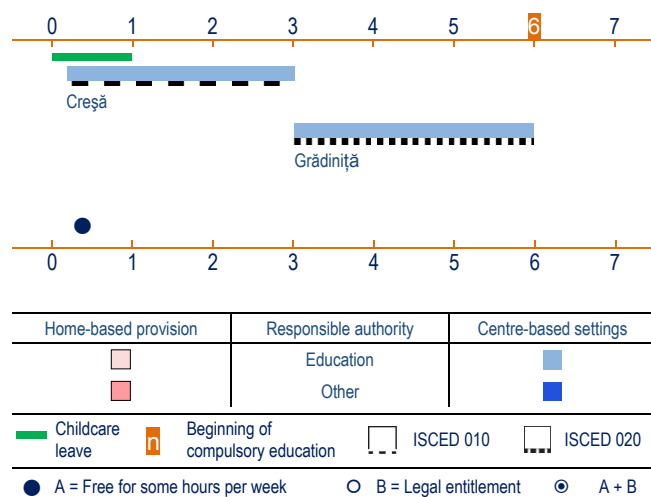 0 1 2 3 4 5 6 7
Creşă
Grădiniță
0 1 2 3 4 5 6 7
Home-based provision Responsible authority Centre-based settings
Education
Other
Childcare leave
n Beginning of compulsory education
ISCED 010
ISCED 020
A = Free for some hours per week B = Legal entitlement A + B